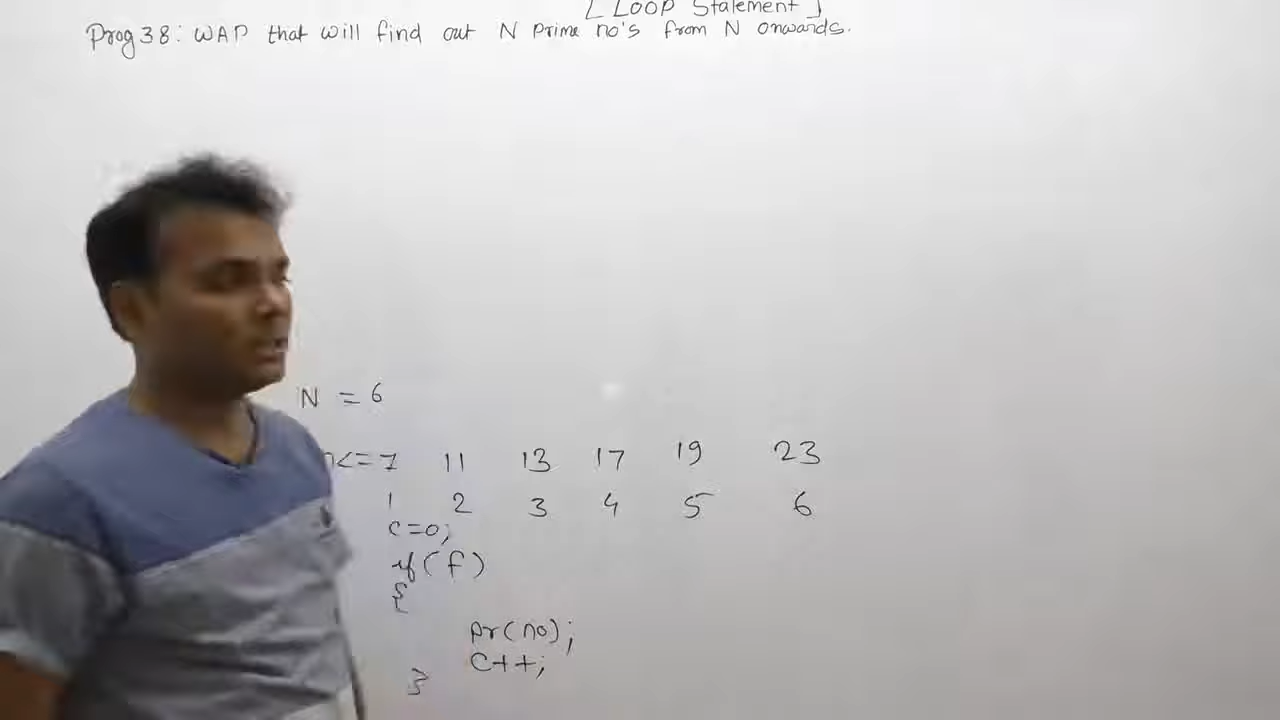 [ Loop Statement ]
Prog 38: WAP that will find out N Prime no's from N onwards.
N = 6
<= 7 11 13 17 19 23
1 2 3 4 5 6
c=0;
if(f)
{
pr(no);
c++;
}